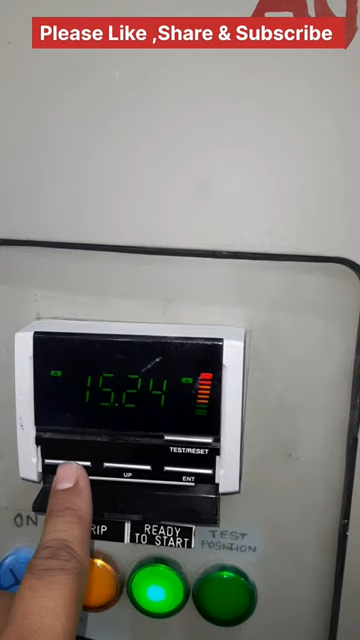 Please Like ,Share & Subscribe
15.24
TEST/RESET
UP
ENT
ON
RIP
READY
TO START
TEST
POSITION